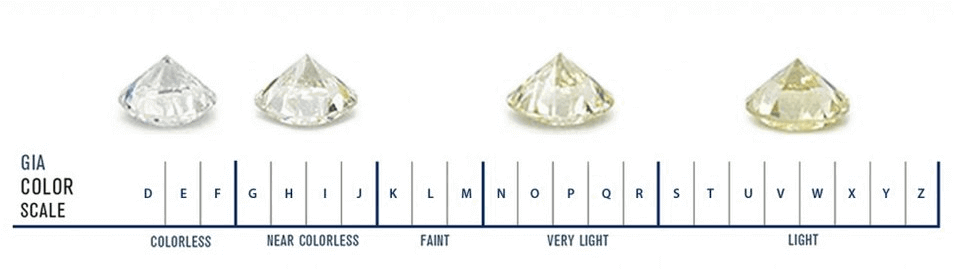 GIA
COLOR
SCALE
D E F G H I J K L M N O P Q R S T U V W X Y Z
COLORLESS NEAR COLORLESS FAINT VERY LIGHT LIGHT